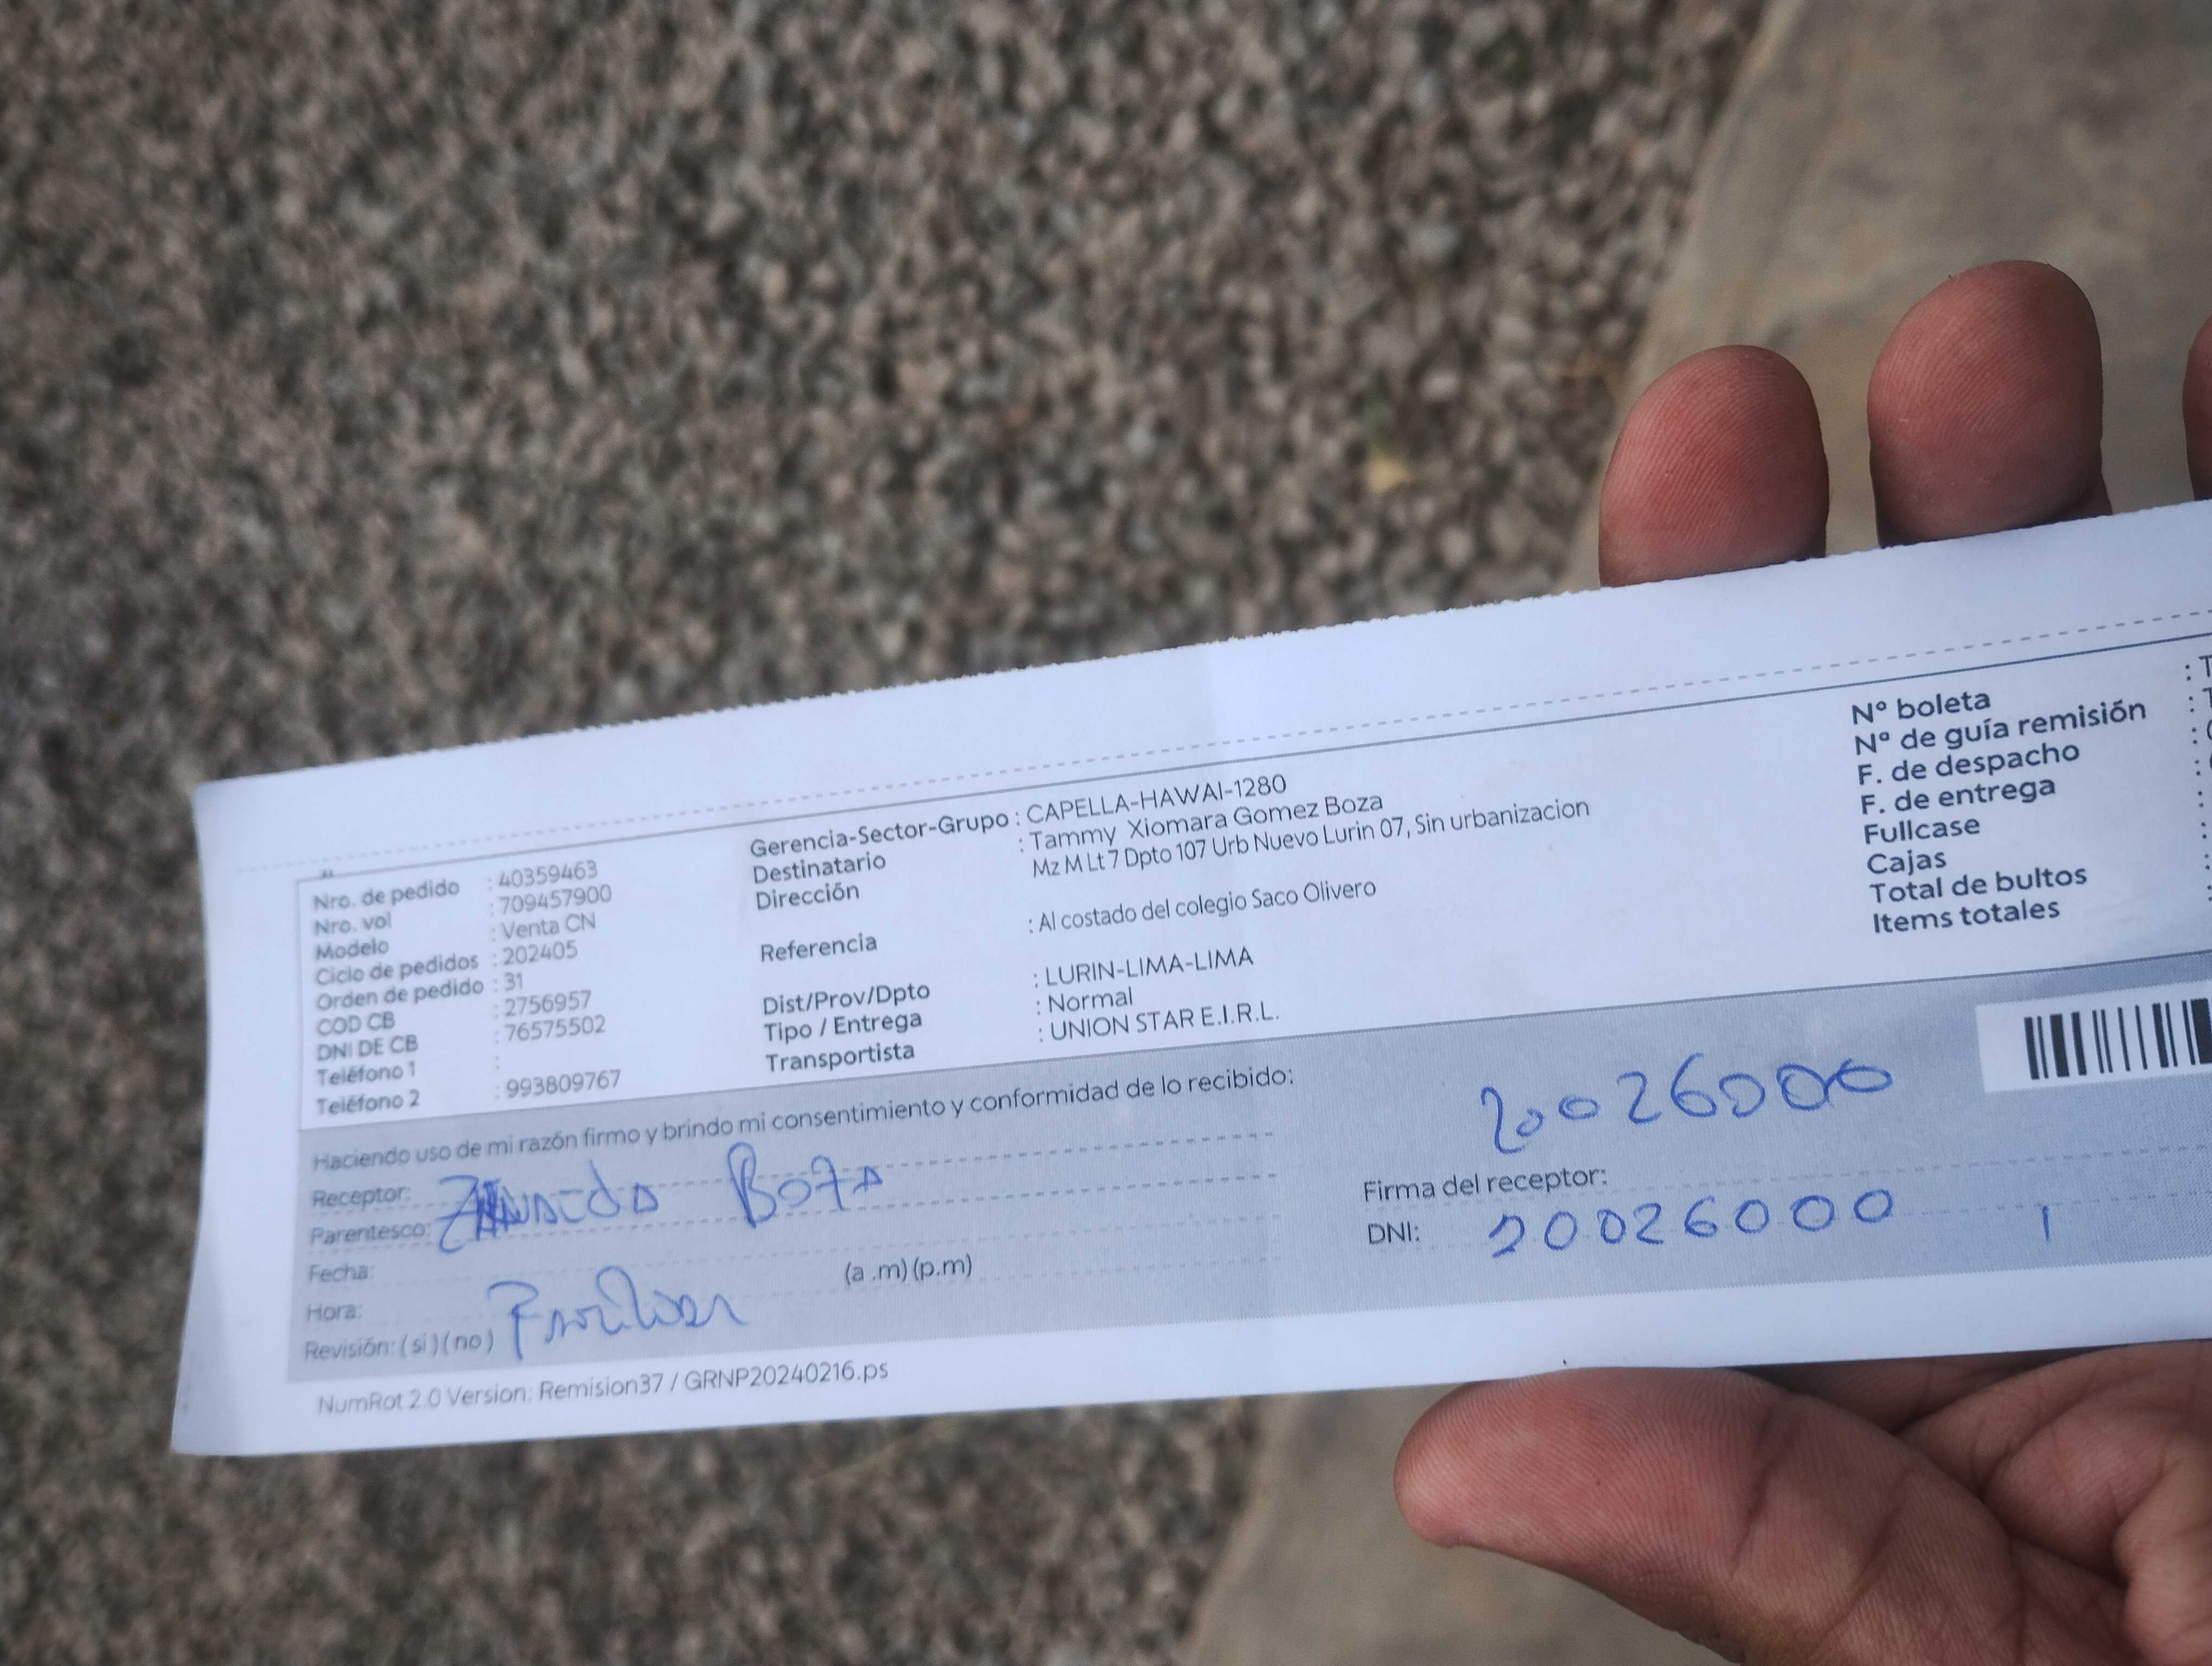 Nro. de pedido : 40359463
Nro. vol : 709457900
Modelo : Venta CN
Ciclo de pedidos : 202405
Orden de pedido : 31
COD CB : 2756957
DNI DE CB : 76575502
Teléfono 1 :
Teléfono 2 : 993809767
Gerencia-Sector-Grupo : CAPELLA-HAWAI-1280
Destinatario : Tammy Xiomara Gomez Boza
Dirección Mz M Lt 7 Dpto 107 Urb Nuevo Lurin 07, Sin urbanizacion
Referencia : Al costado del colegio Saco Olivero
Dist/Prov/Dpto : LURIN-LIMA-LIMA
Tipo / Entrega : Normal
Transportista : UNION STAR E.I.R.L.
Nº boleta :
Nº de guía remisión :
F. de despacho :
F. de entrega :
Fullcase :
Cajas :
Total de bultos :
Items totales :
Haciendo uso de mi razón firmo y brindo mi consentimiento y conformidad de lo recibido:
Receptor: Boza
Parentesco:
Fecha:
Hora: (a .m) (p.m)
Revisión: ( si ) ( no )
20026000
Firma del receptor:
DNI: 20026000
NumRot 2.0 Version: Remision37 / GRNP20240216.ps